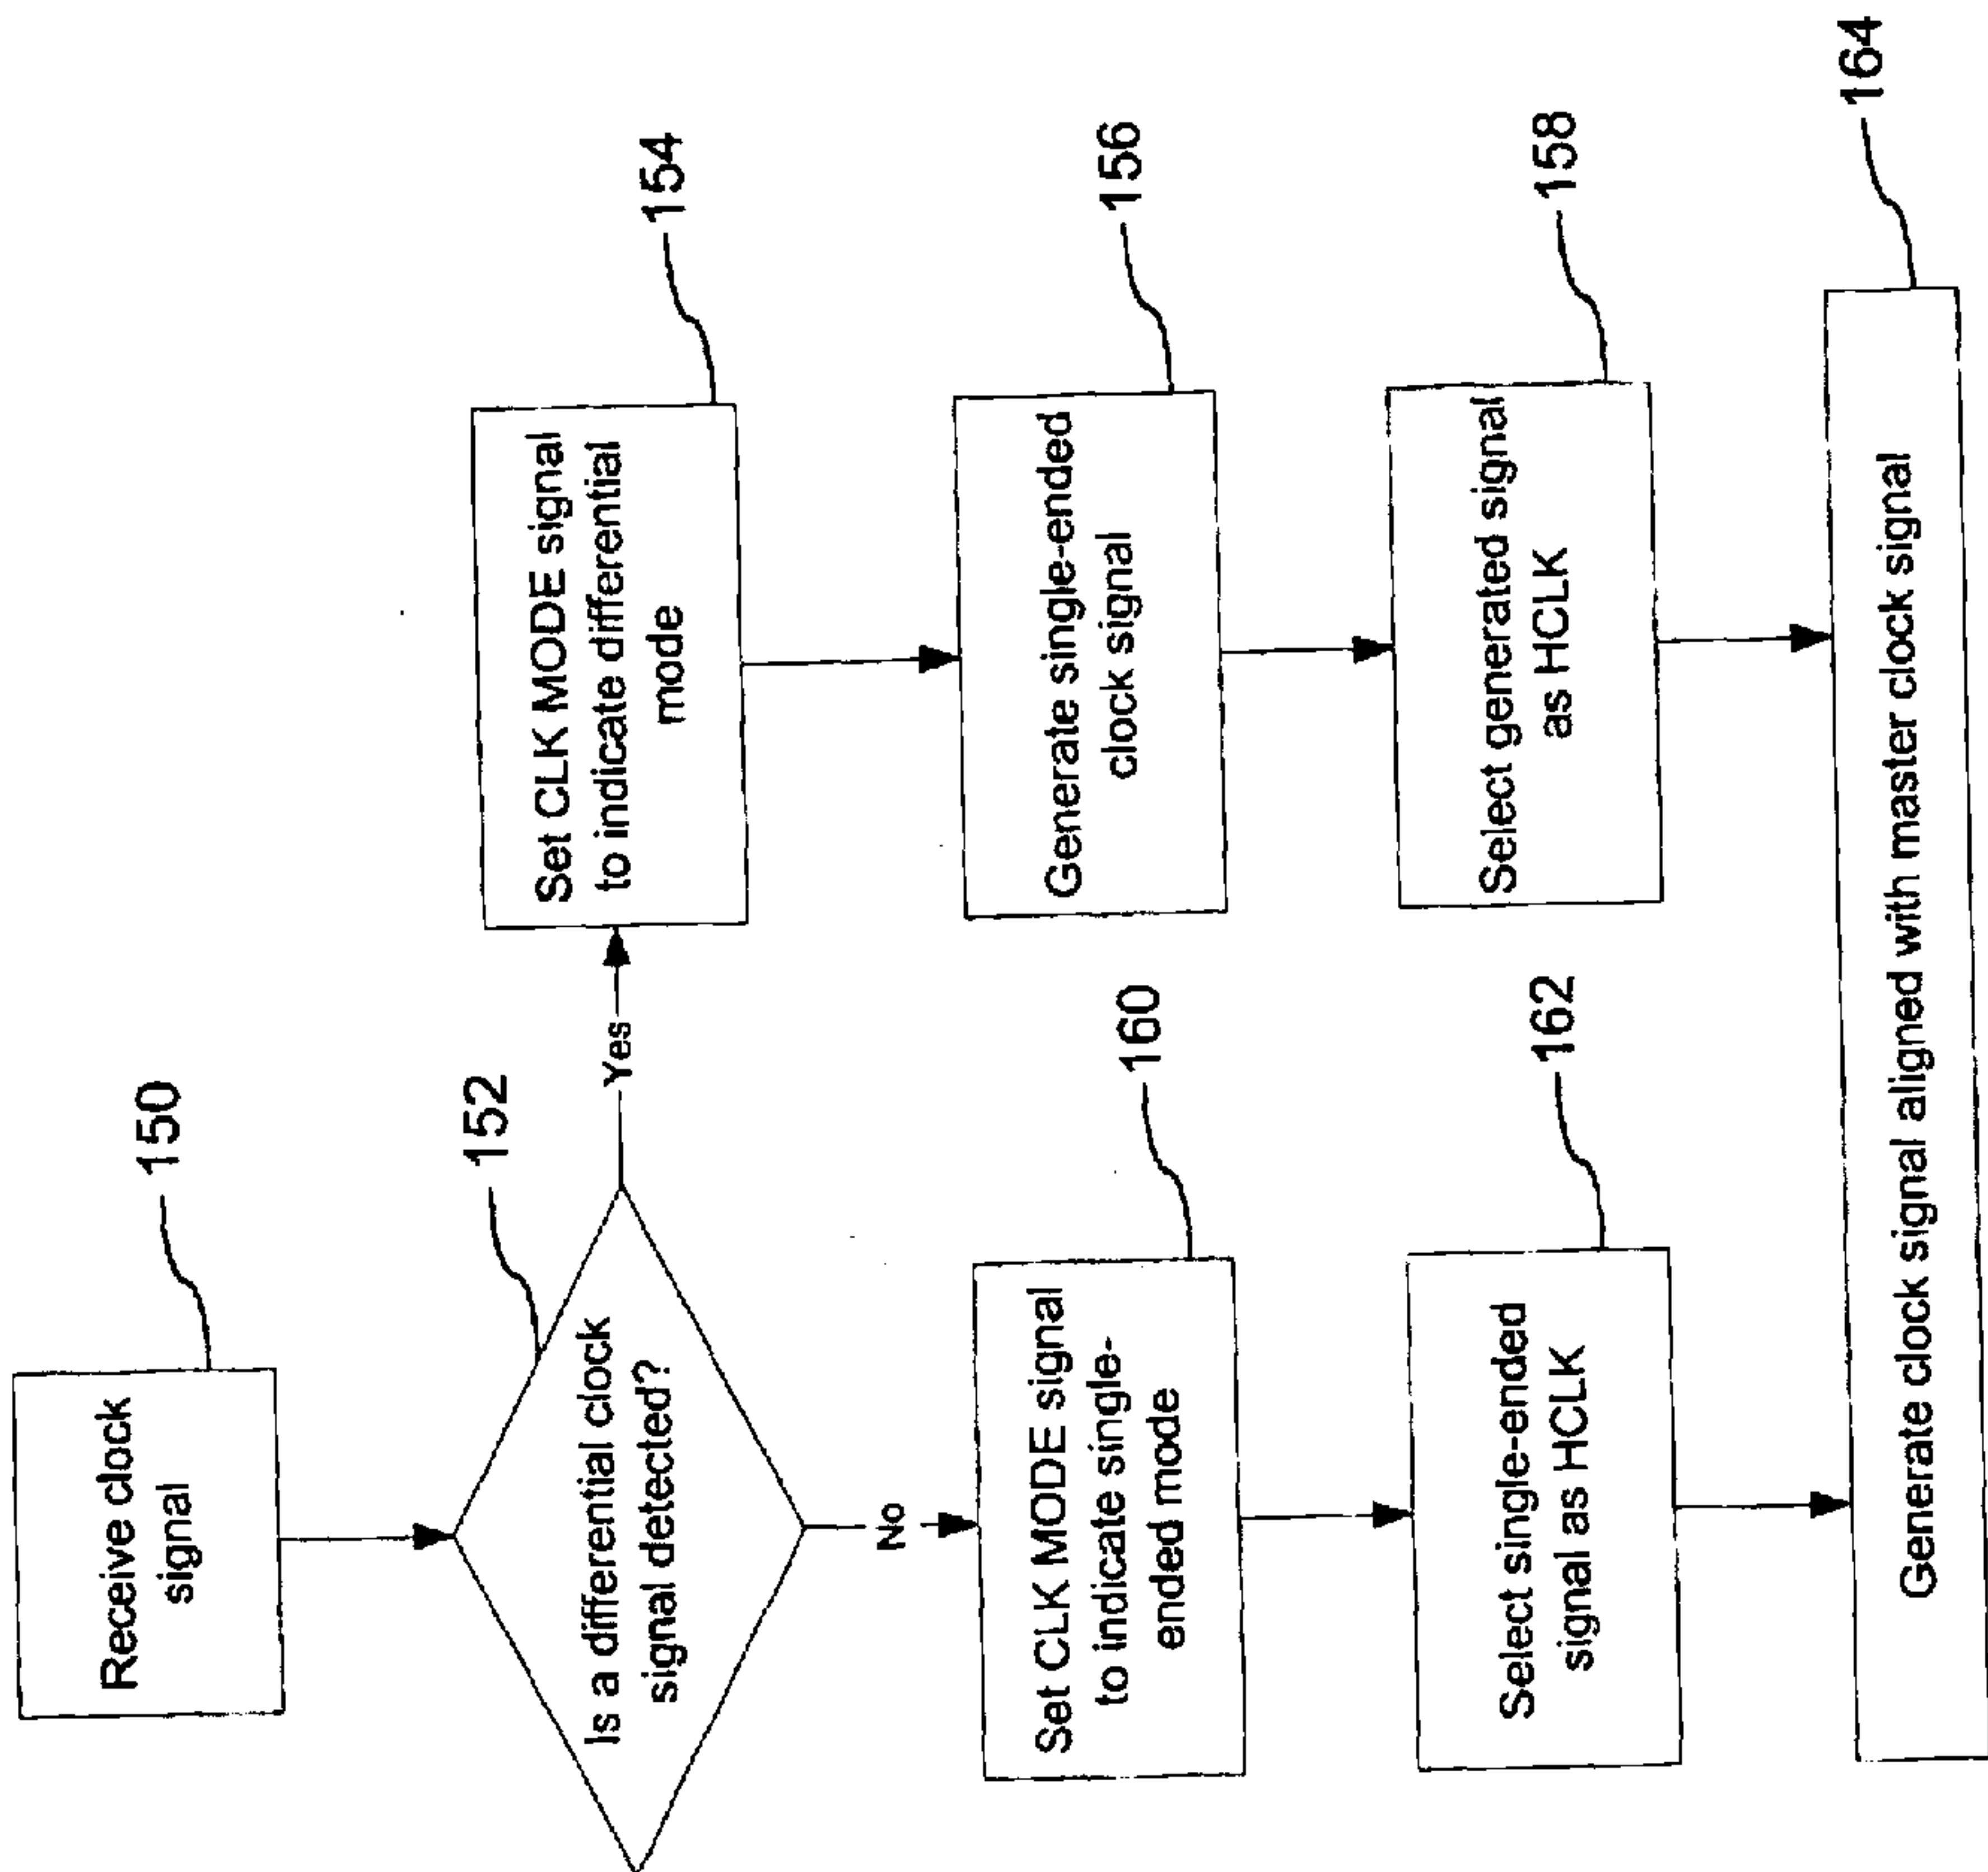 Receive clock
signal
150
Is a differential clock
signal detected?
152
Yes
Set CLK MODE signal
to indicate differential
mode
154
Generate single-ended
clock signal
156
Select generated signal
as HCLK
158
No
Set CLK MODE signal
to indicate single-
ended mode
160
Select single-ended
signal as HCLK
162
Generate clock signal aligned with master clock signal
164